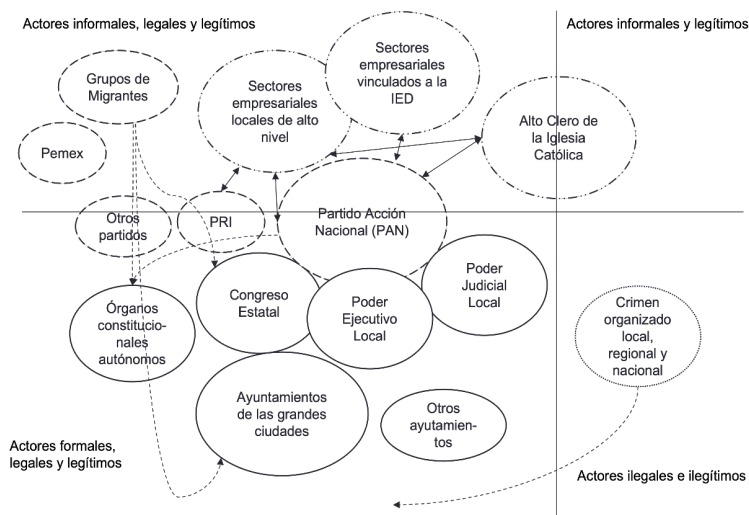 Actores informales, legales y legítimos
Actores informales y legítimos
Grupos de
Migrantes
Pemex
Sectores
empresariales
locales de alto
nivel
Sectores
empresariales
vinculados a la
IED
Alto Clero de
la Iglesia
Católica
Otros
partidos
PRI
Partido Acción
Nacional (PAN)
Órganos
constitucio-
nales
autónomos
Congreso
Estatal
Poder
Ejecutivo
Local
Poder
Judicial
Local
Crimen
organizado
local,
regional y
nacional
Ayuntamientos
de las grandes
ciudades
Otros
ayutamien-
tos
Actores formales,
legales y legítimos
Actores ilegales e ilegítimos